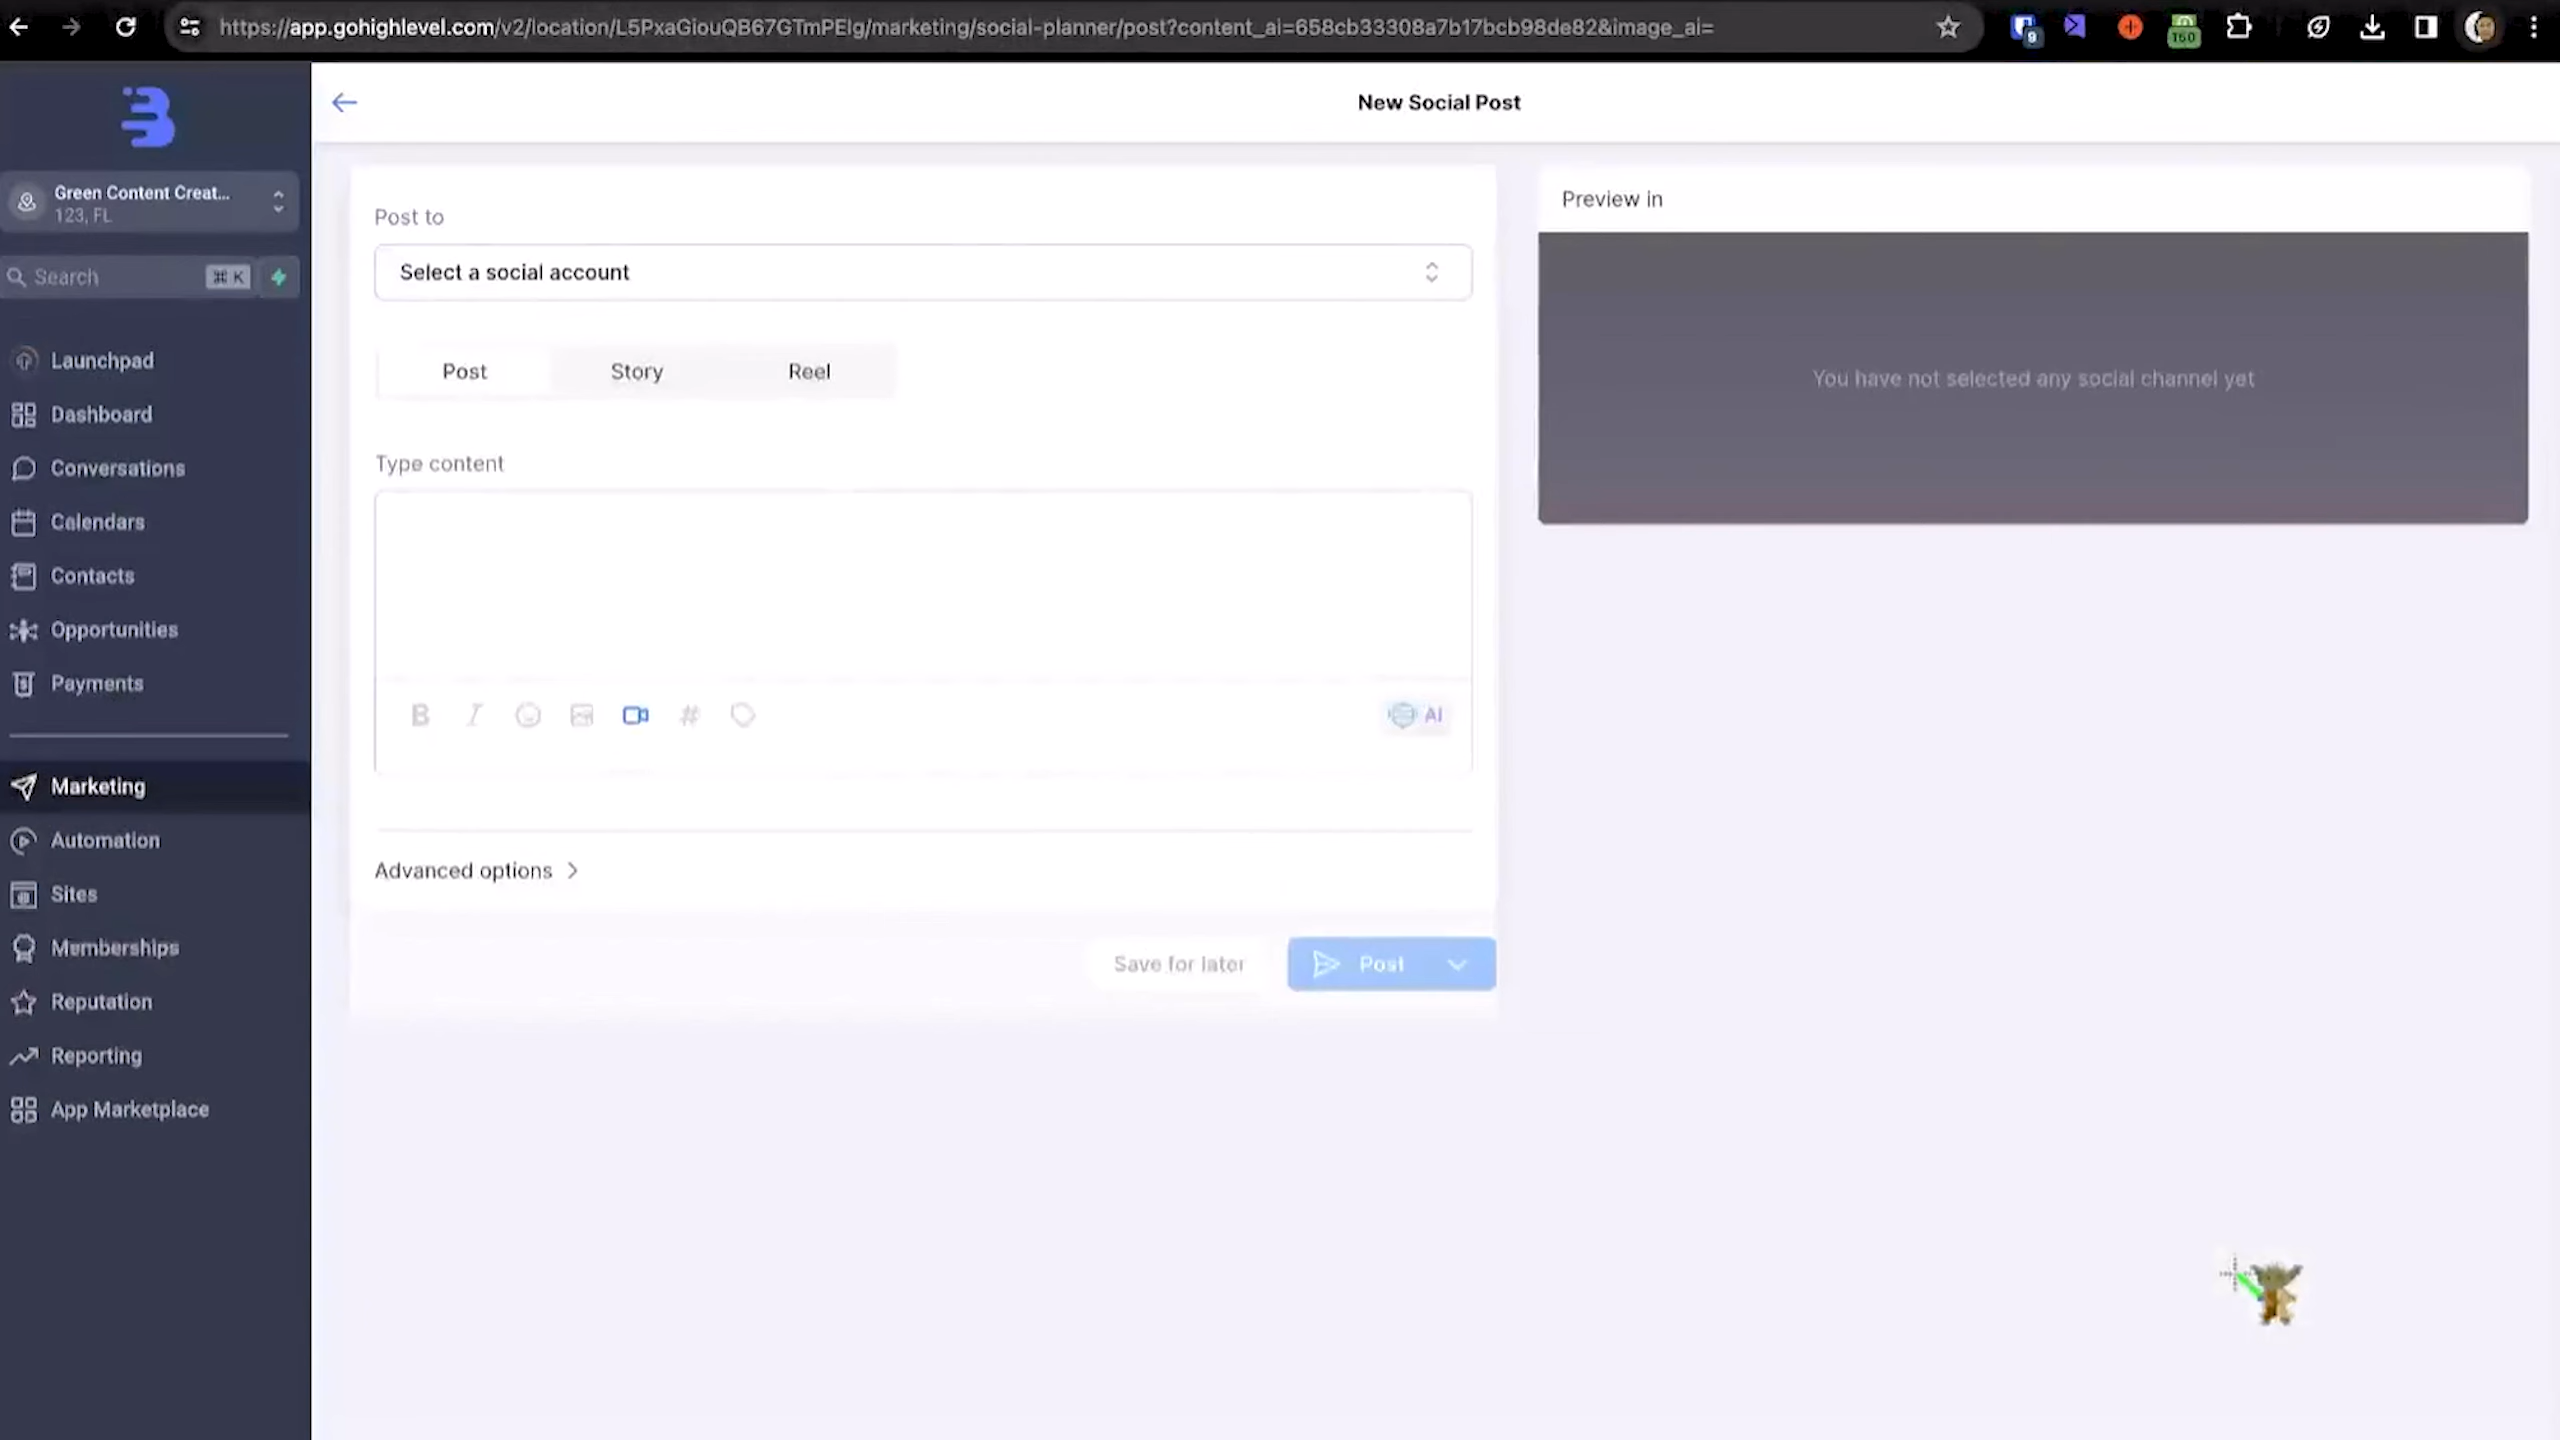 https://app.gohighlevel.com/v2/location/L5PxaGiouQB67GTmPEIg/marketing/social-planner/post?content_ai=658cb33308a7b17bcb98de82&image_ai=
9
150
New Social Post
Green Content Creat...
123, FL
Search
⌘ K
Launchpad
Dashboard
Conversations
Calendars
Contacts
Opportunities
Payments
Marketing
Automation
Sites
Memberships
Reputation
Reporting
App Marketplace
Post to
Select a social account
Post Story Reel
Type content
B I # AI
Advanced options
Save for later
Post
Preview in
You have not selected any social channel yet